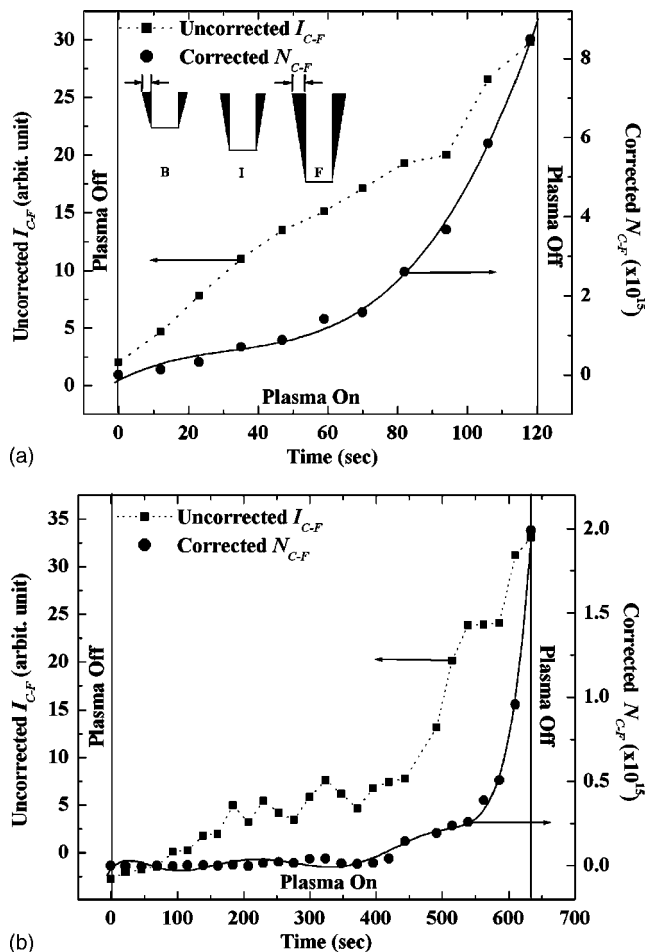 Uncorrected I_C-F
Corrected N_C-F
B
I
F
Plasma Off
Plasma On
Plasma Off
30
25
20
15
10
5
0
Uncorrected I_C-F (arbit. unit)
8
6
4
2
0
Corrected N_C-F (x10^15)
0
20
40
60
80
100
120
Time (sec)
(a)
Uncorrected I_C-F
Corrected N_C-F
Plasma Off
Plasma On
Plasma Off
35
30
25
20
15
10
5
0
Uncorrected I_C-F (arbit. unit)
2.0
1.5
1.0
0.5
0.0
Corrected N_C-F (x10^15)
0
100
200
300
400
500
600
700
Time (sec)
(b)